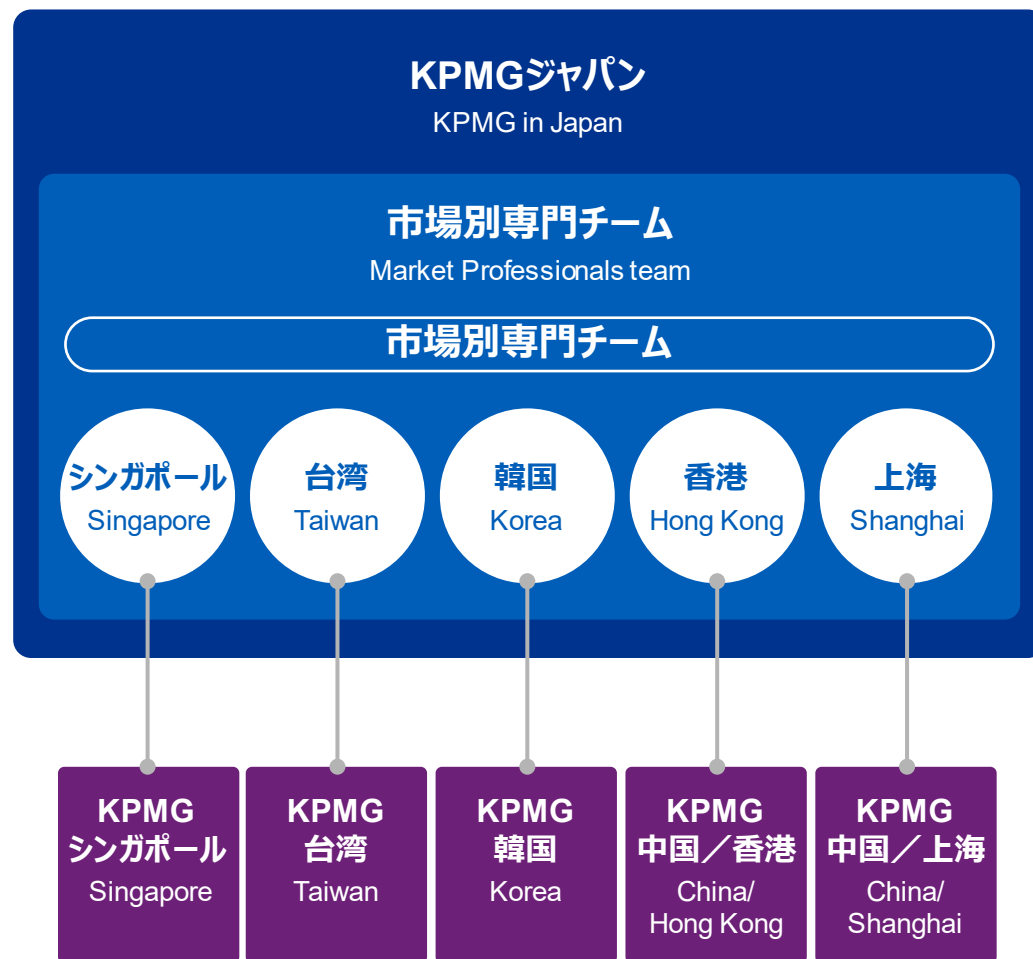 KPMGジャパン
KPMG in Japan
市場別専門チーム
Market Professionals team
市場別専門チーム
シンガポール
Singapore
台湾
Taiwan
韓国
Korea
香港
Hong Kong
上海
Shanghai
KPMG
シンガポール
Singapore
KPMG
台湾
Taiwan
KPMG
韓国
Korea
KPMG
中国／香港
China/
Hong Kong
KPMG
中国／上海
China/
Shanghai